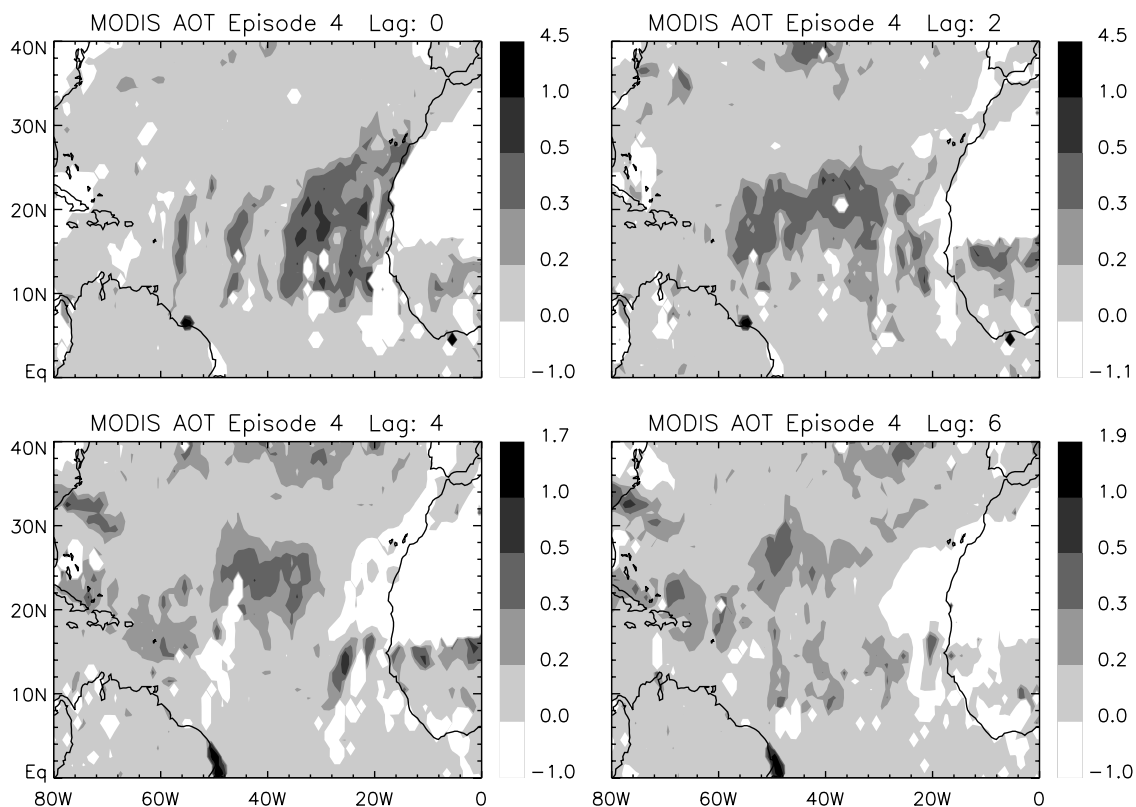 MODIS AOT Episode 4 Lag: 0
40N
30N
20N
10N
Eq
4.5
1.0
0.5
0.3
0.2
0.0
−1.0
MODIS AOT Episode 4 Lag: 2
4.5
1.0
0.5
0.3
0.2
0.0
−1.1
MODIS AOT Episode 4 Lag: 4
40N
30N
20N
10N
Eq
80W 60W 40W 20W 0
1.7
1.0
0.5
0.3
0.2
0.0
−1.0
MODIS AOT Episode 4 Lag: 6
80W 60W 40W 20W 0
1.9
1.0
0.5
0.3
0.2
0.0
−1.0